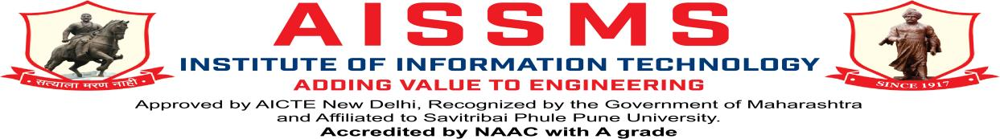 AISSMS
INSTITUTE OF INFORMATION TECHNOLOGY
ADDING VALUE TO ENGINEERING
Approved by AICTE New Delhi, Recognized by the Government of Maharashtra
and Affiliated to Savitribai Phule Pune University.
Accredited by NAAC with A grade
सत्याला मरण नाही
SINCE 1917